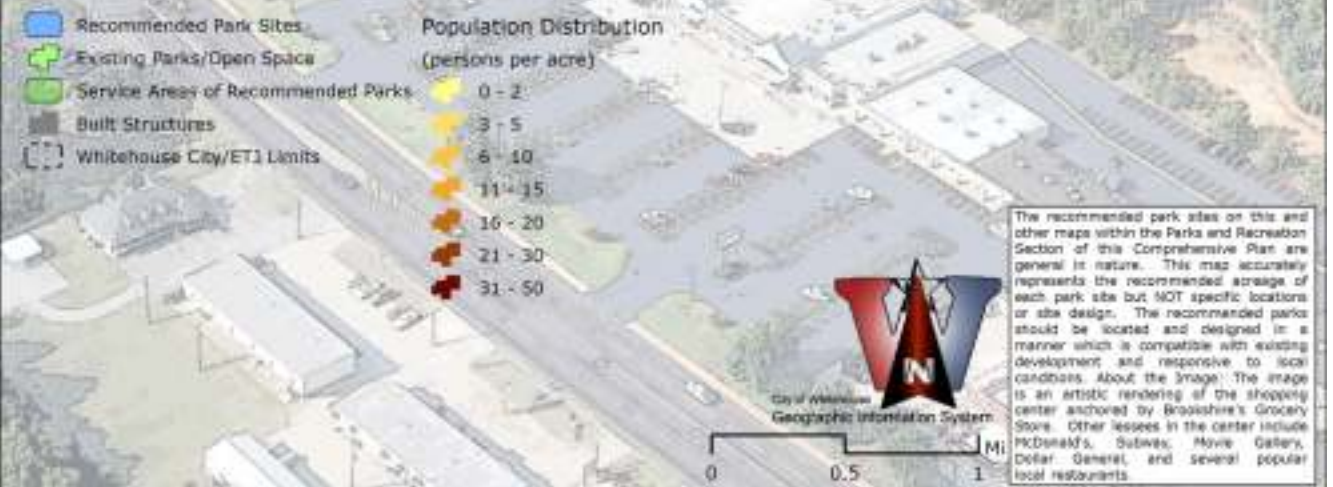 Recommended Park Sites
Existing Parks/Open Space
Service Areas of Recommended Parks
Built Structures
Whitehouse City/ETJ Limits
Population Distribution
(persons per acre)
0 - 2
3 - 5
6 - 10
11 - 15
16 - 20
21 - 30
31 - 50
W
N
City of Whitehouse
Geographic Information System
0 0.5 1 Mi
The recommended park sites on this and
other maps within the Parks and Recreation
Section of this Comprehensive Plan are
general in nature. This map accurately
represents the recommended acreage of
each park site but NOT specific locations
or site design. The recommended parks
should be located and designed in a
manner which is compatible with existing
development and responsive to local
conditions. About the Image: The image
is an artistic rendering of the shopping
center anchored by Brookshire's Grocery
Store. Other lessees in the center include
McDonald's, Subway, Movie Gallery,
Dollar General, and several popular
local restaurants.